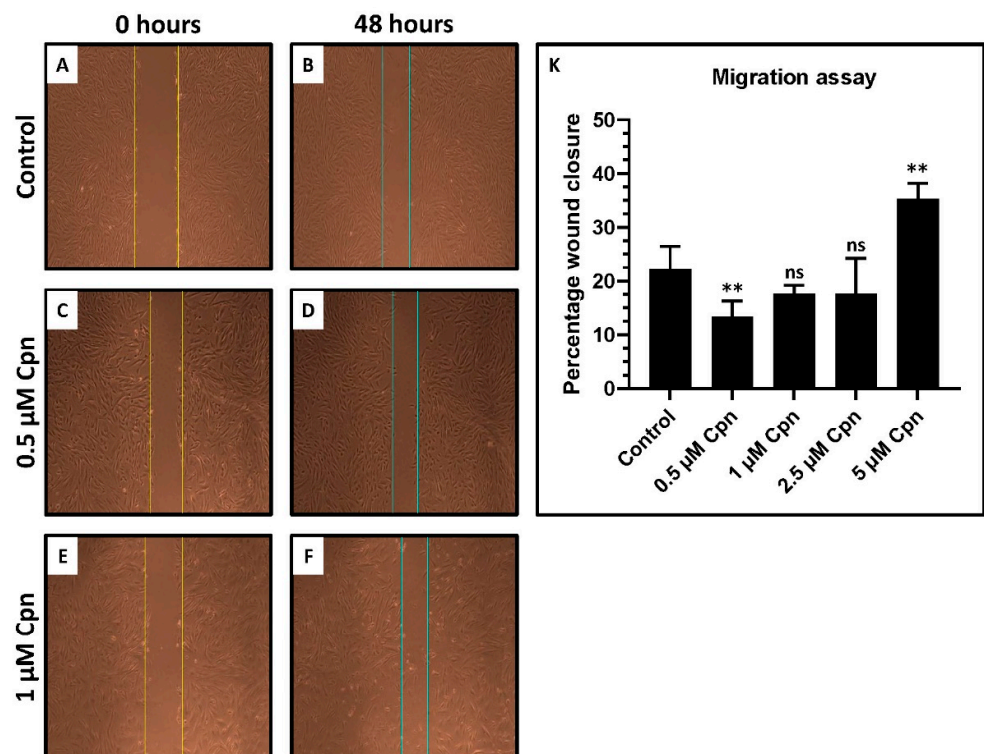 0 hours
48 hours
Control
A
B
0.5 µM Cpn
C
D
1 µM Cpn
E
F
K
Migration assay
Percentage wound closure
50
40
30
20
10
0
**
ns
ns
**
Control
0.5 µM Cpn
1 µM Cpn
2.5 µM Cpn
5 µM Cpn